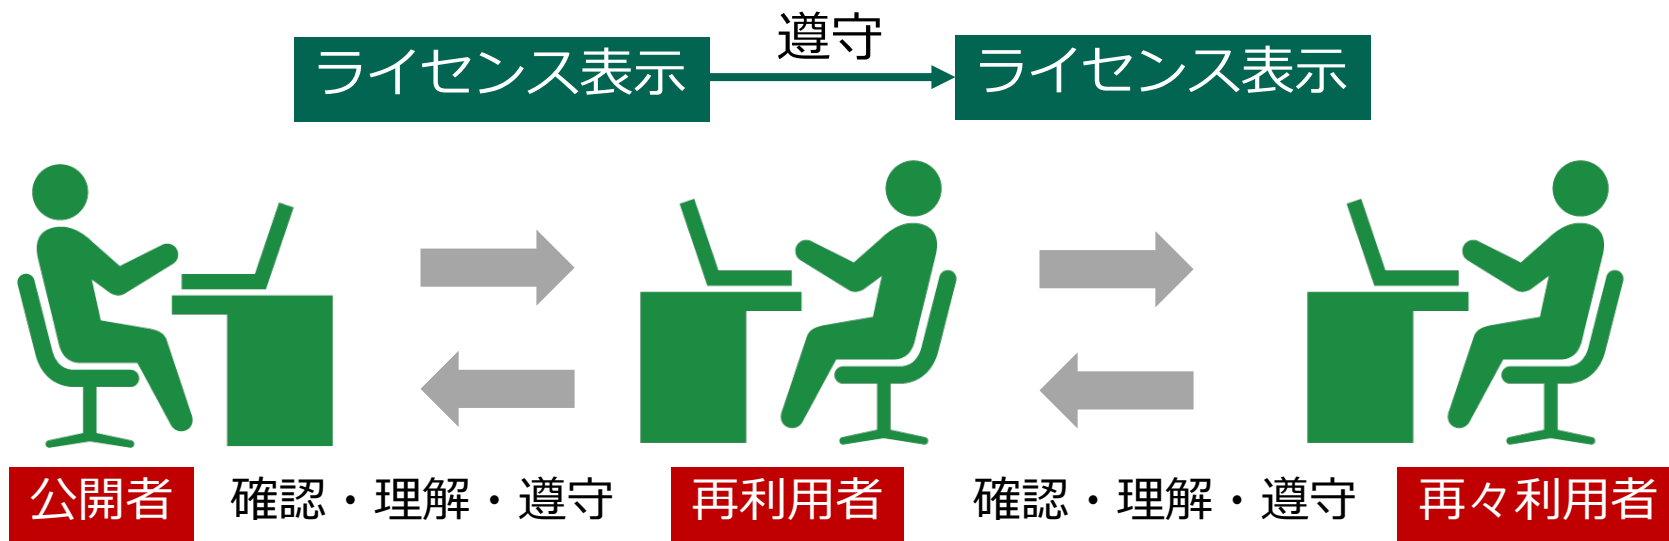 遵守
ライセンス表示
ライセンス表示
公開者
確認・理解・遵守
再利用者
確認・理解・遵守
再々利用者